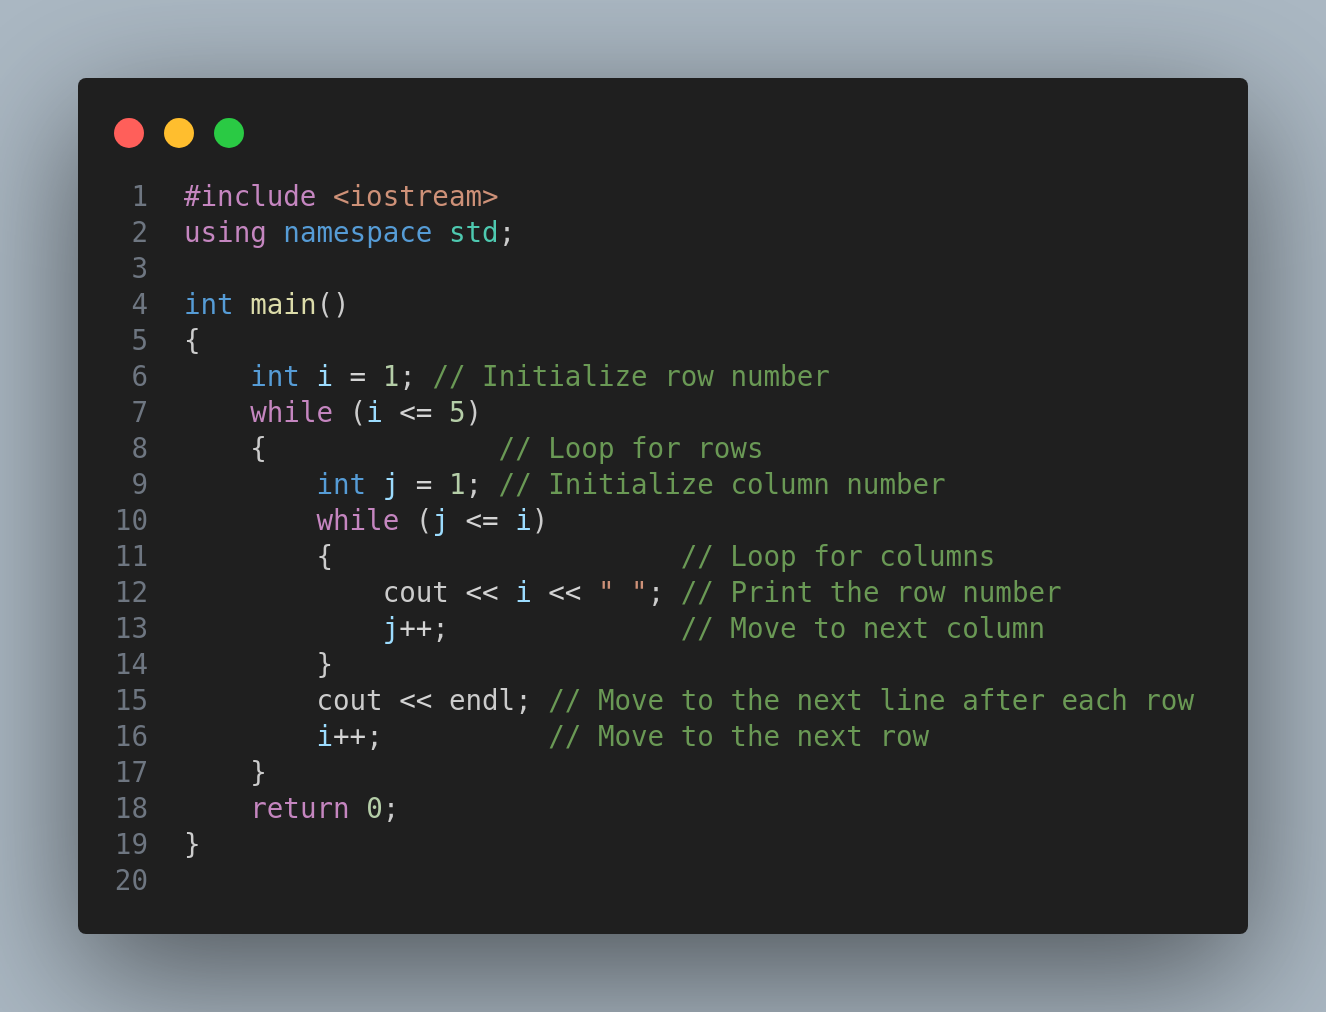 1 #include <iostream>
2 using namespace std;
3
4 int main()
5 {
6     int i = 1; // Initialize row number
7     while (i <= 5)
8     {              // Loop for rows
9         int j = 1; // Initialize column number
10         while (j <= i)
11         {                     // Loop for columns
12             cout << i << " "; // Print the row number
13             j++;              // Move to next column
14         }
15         cout << endl; // Move to the next line after each row
16         i++;          // Move to the next row
17     }
18     return 0;
19 }
20